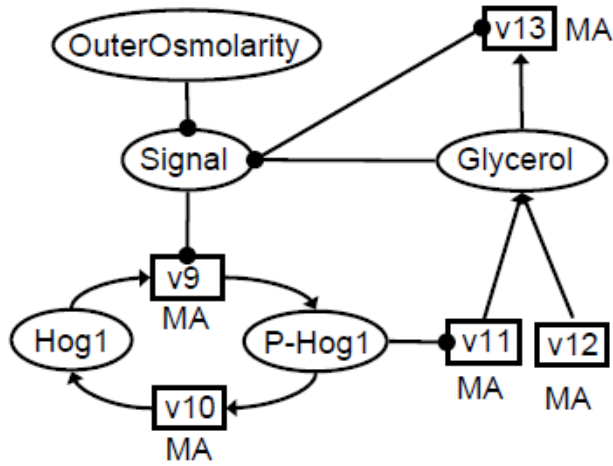 OuterOsmolarity
v13 MA
Signal
Glycerol
v9
MA
Hog1
P-Hog1
v11
v12
MA
MA
v10
MA